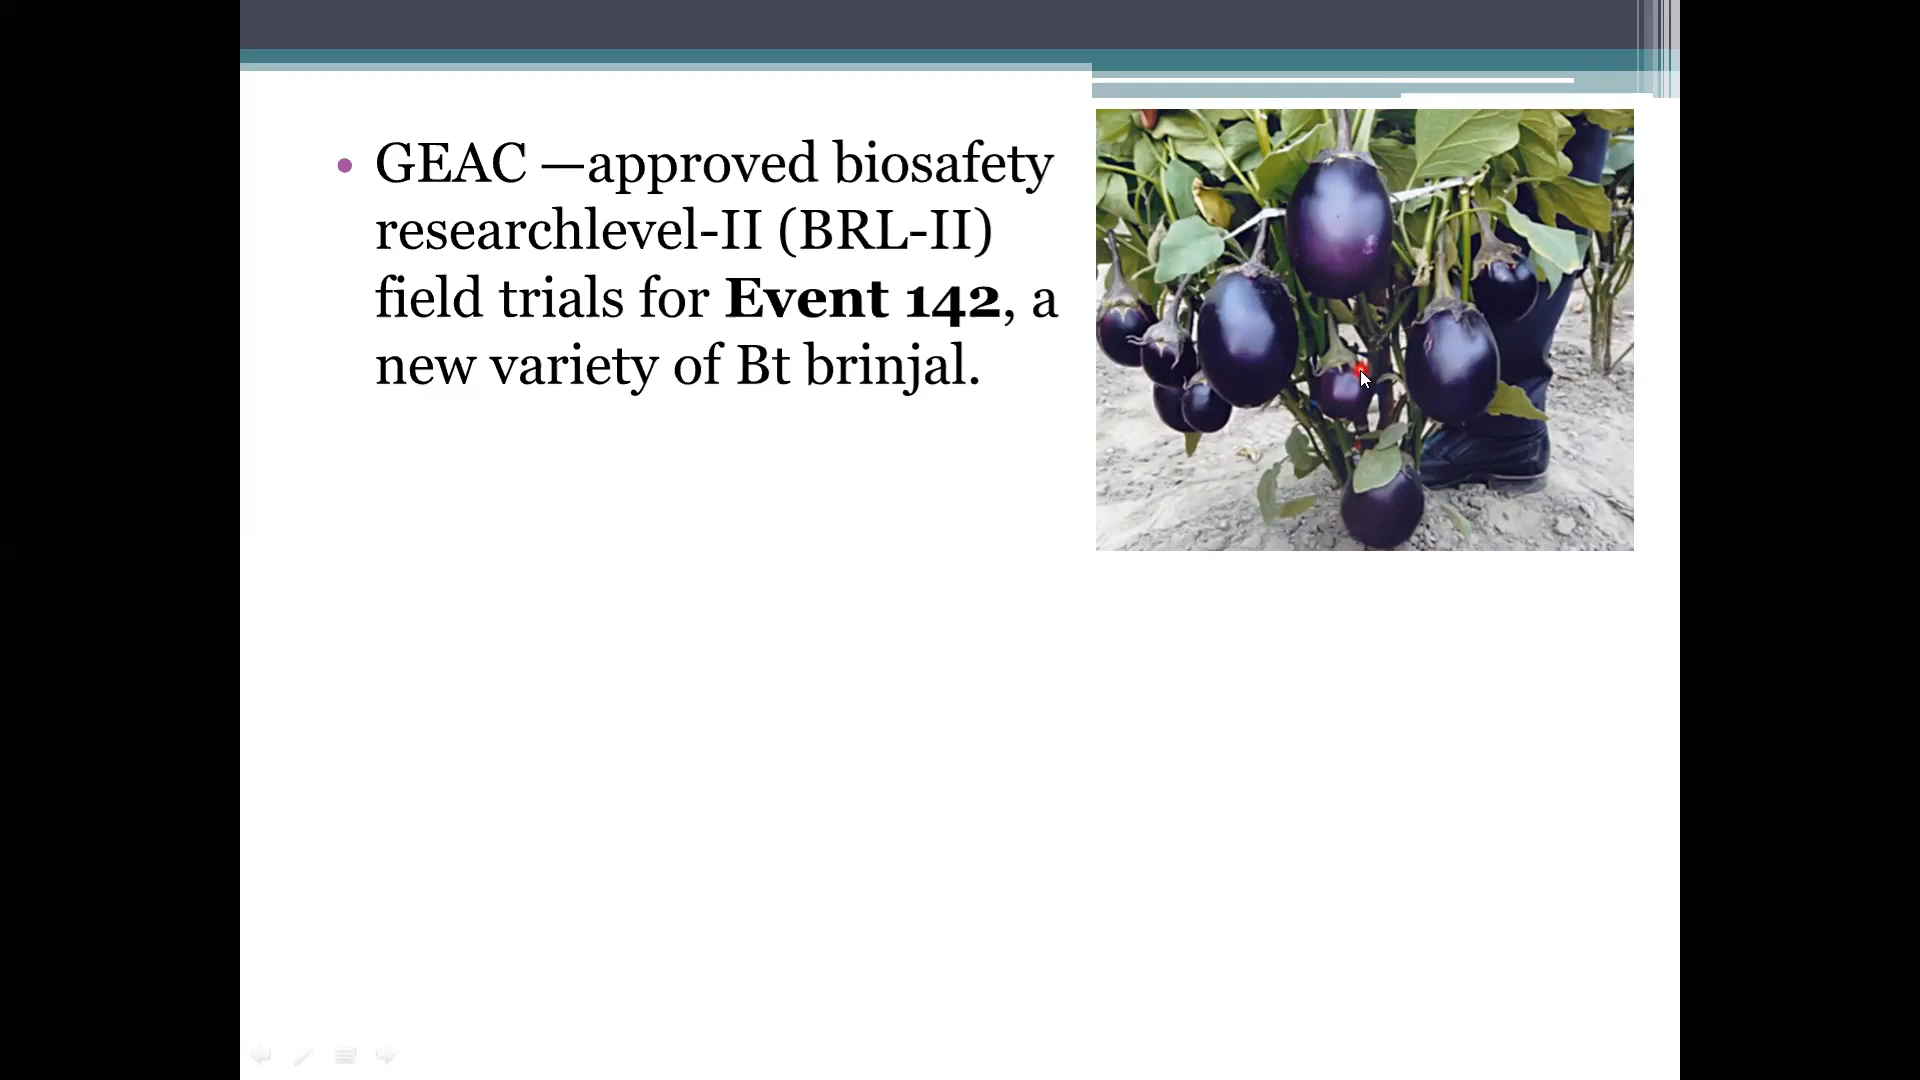 GEAC —approved biosafety
researchlevel-II (BRL-II)
field trials for Event 142, a
new variety of Bt brinjal.